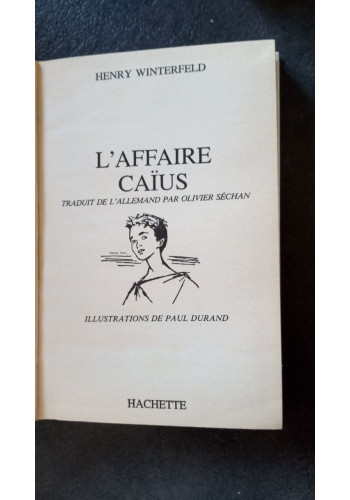 HENRY WINTERFELD
L'AFFAIRE
CAÏUS
TRADUIT DE L'ALLEMAND PAR OLIVIER SÉCHAN
ILLUSTRATIONS DE PAUL DURAND
HACHETTE